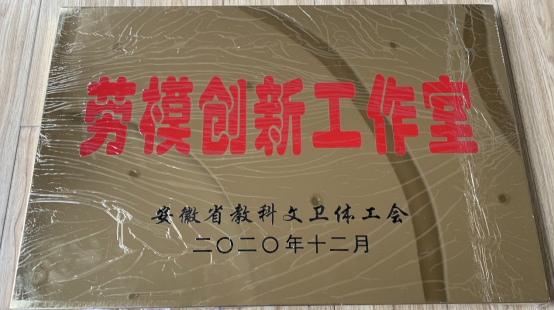 劳模创新工作室
安徽省教科文卫体工会
二〇二〇年十二月